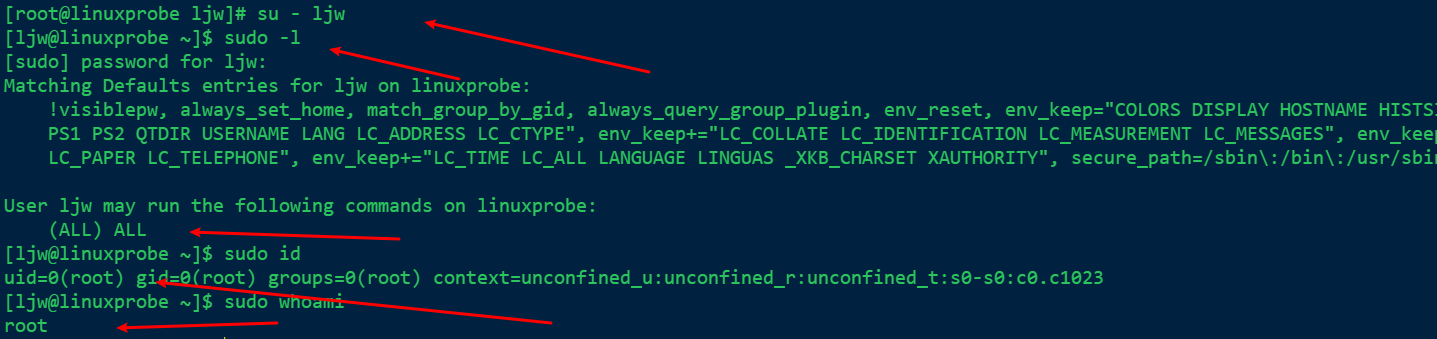 [root@linuxprobe ljw]# su - ljw
[ljw@linuxprobe ~]$ sudo -l
[sudo] password for ljw:
Matching Defaults entries for ljw on linuxprobe:
    !visiblepw, always_set_home, match_group_by_gid, always_query_group_plugin, env_reset, env_keep="COLORS DISPLAY HOSTNAME HISTSI
    PS1 PS2 QTDIR USERNAME LANG LC_ADDRESS LC_CTYPE", env_keep+="LC_COLLATE LC_IDENTIFICATION LC_MEASUREMENT LC_MESSAGES", env_keep
    LC_PAPER LC_TELEPHONE", env_keep+="LC_TIME LC_ALL LANGUAGE LINGUAS _XKB_CHARSET XAUTHORITY", secure_path=/sbin\:/bin\:/usr/sbin

User ljw may run the following commands on linuxprobe:
    (ALL) ALL
[ljw@linuxprobe ~]$ sudo id
uid=0(root) gid=0(root) groups=0(root) context=unconfined_u:unconfined_r:unconfined_t:s0-s0:c0.c1023
[ljw@linuxprobe ~]$ sudo whoami
root